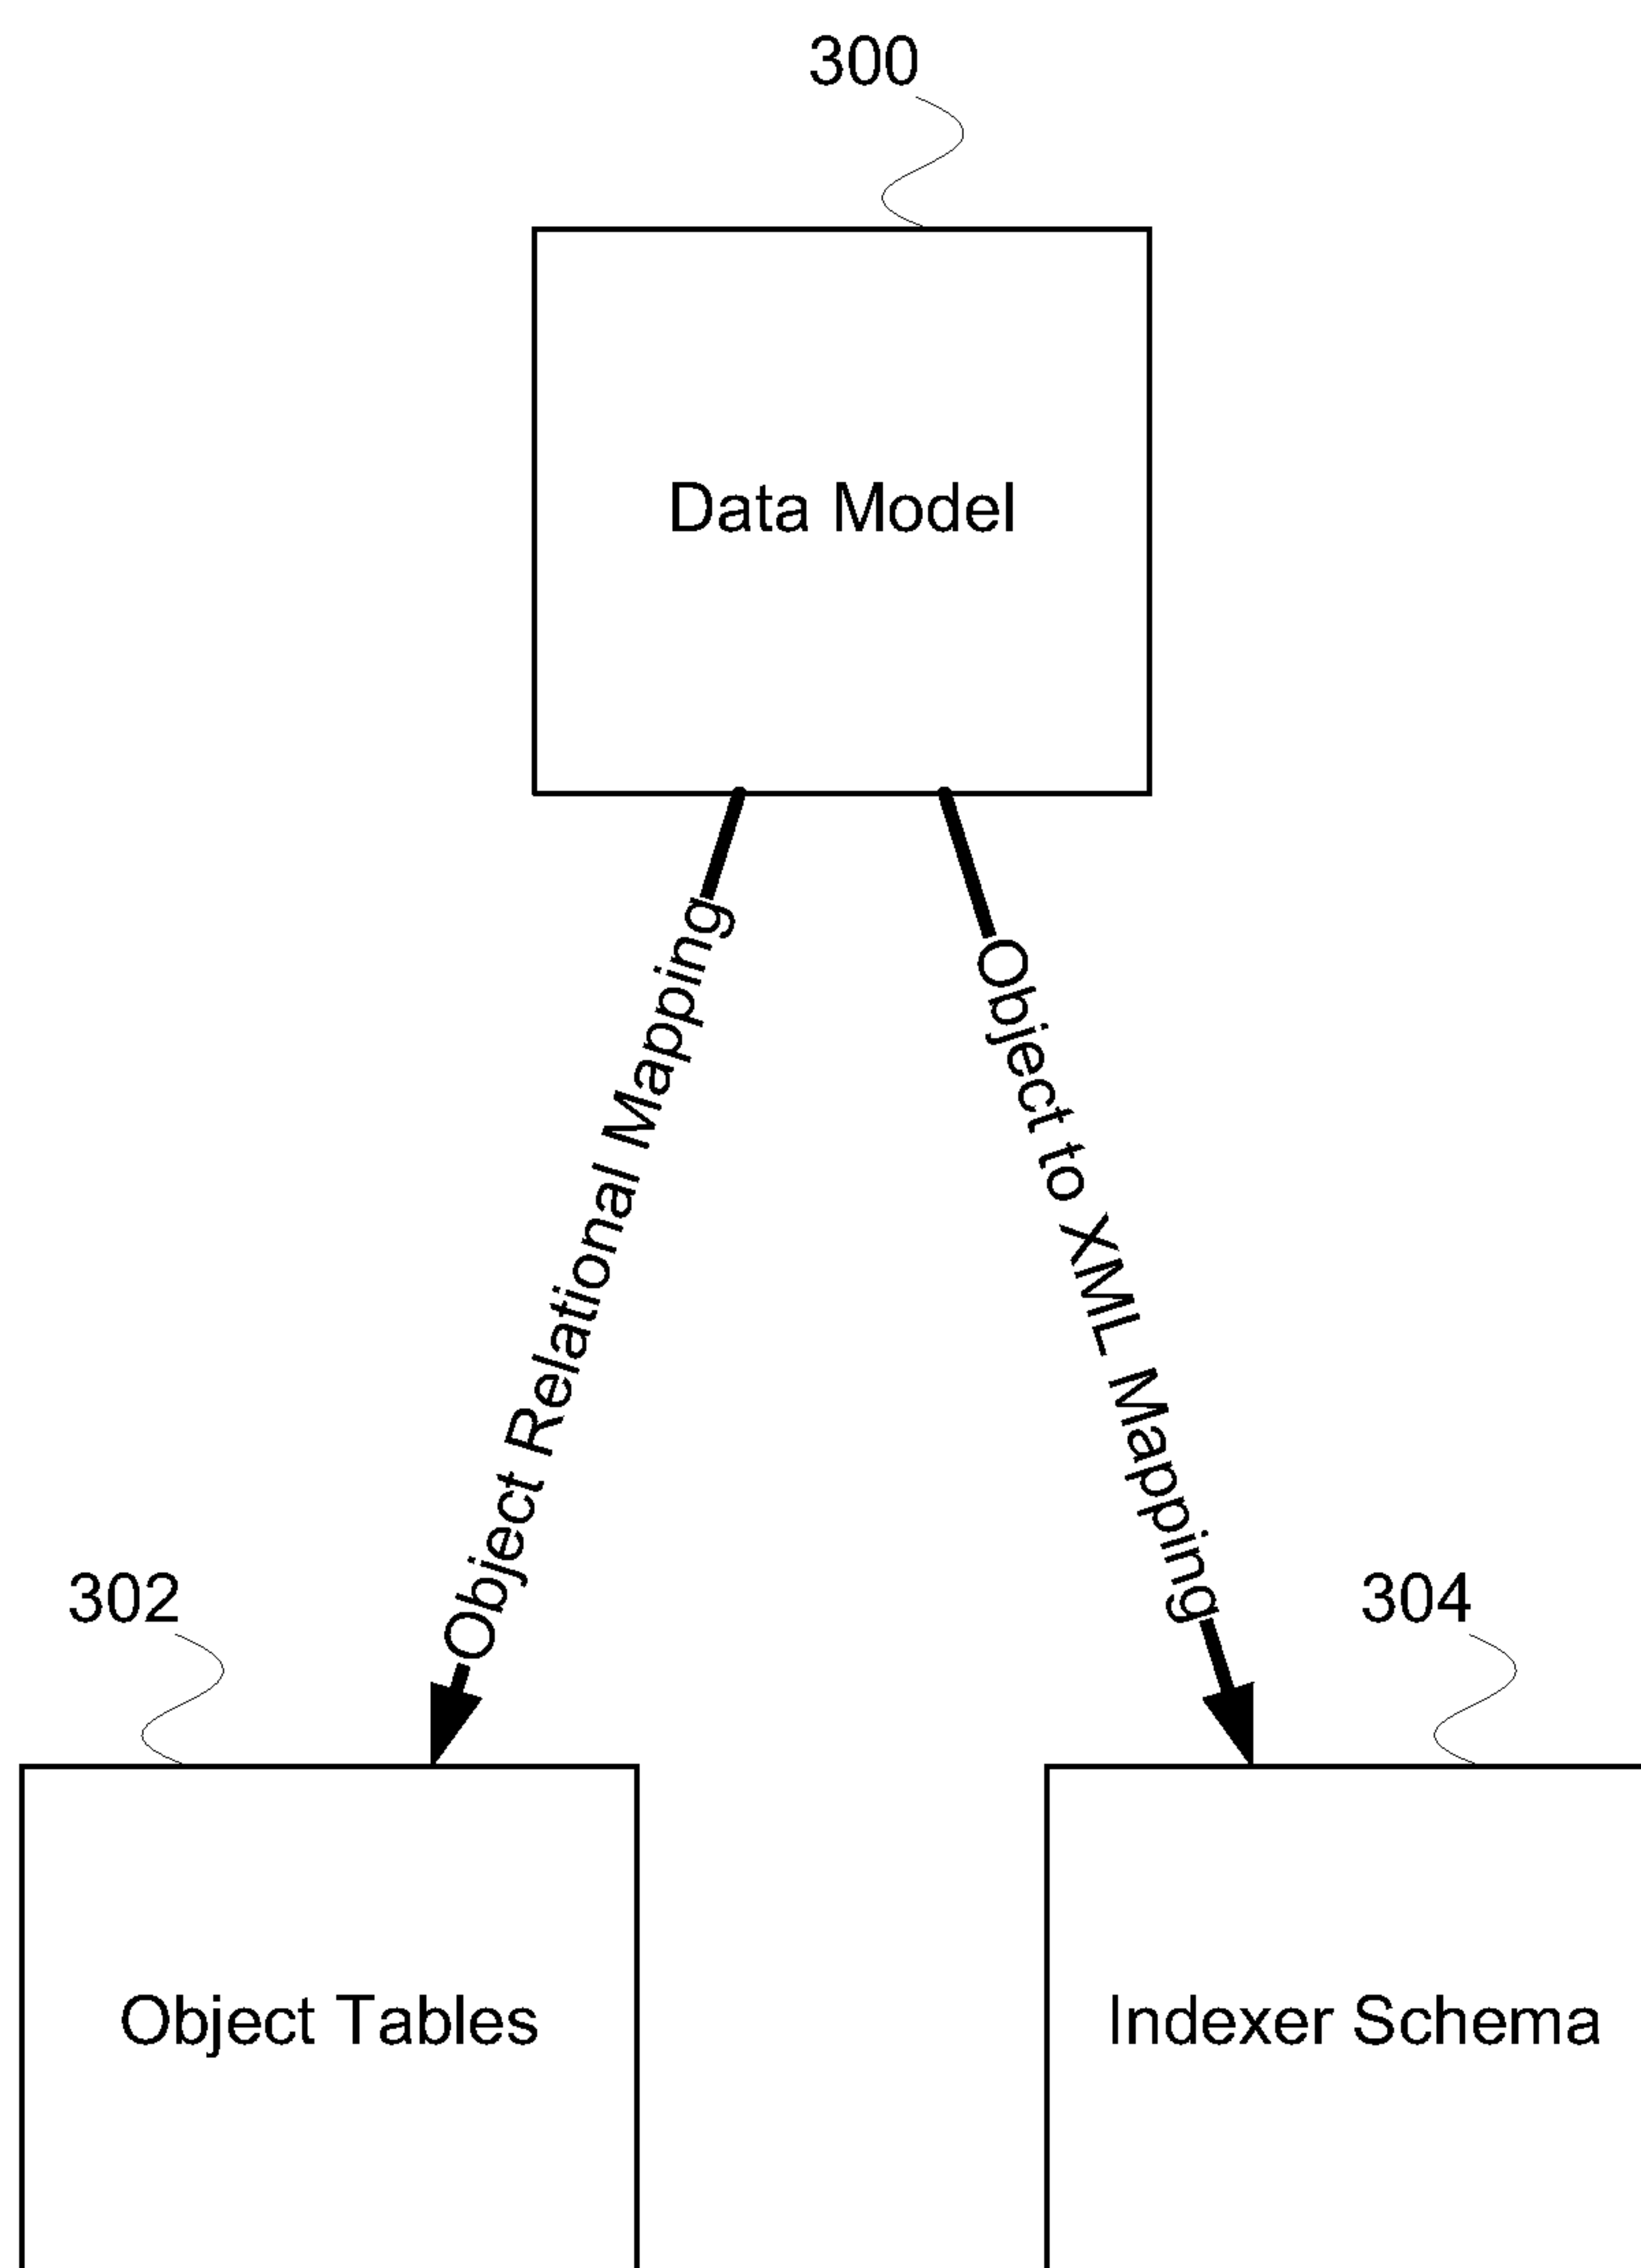 300
Data Model
Object Relational Mapping
Object to XML Mapping
302
304
Object Tables
Indexer Schema